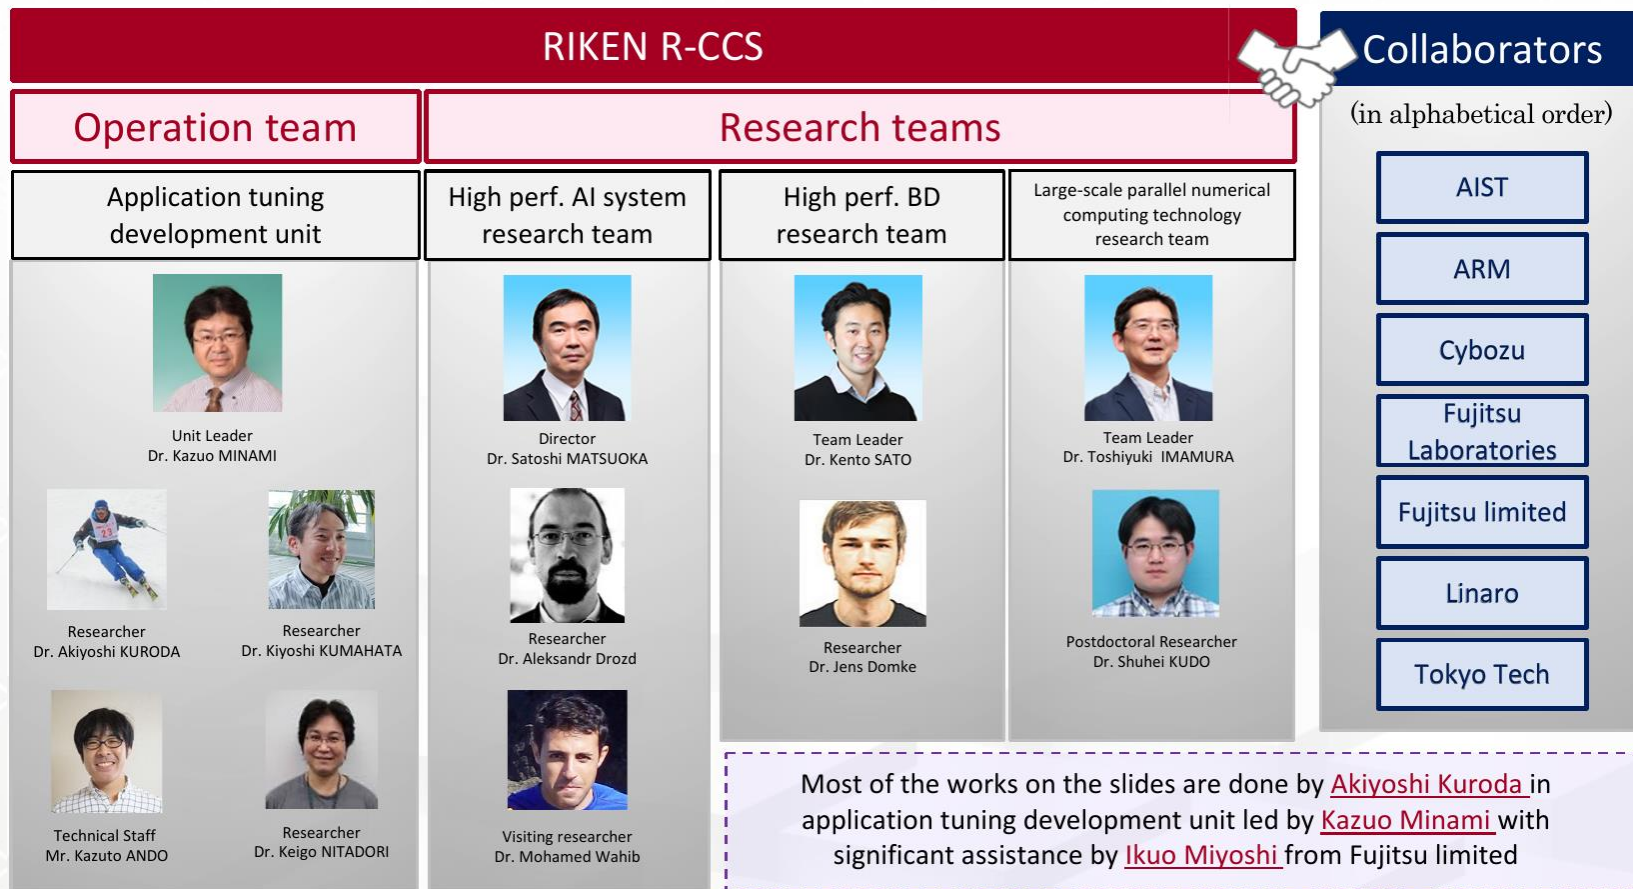 RIKEN R-CCS
Collaborators
(in alphabetical order)
Operation team
Research teams
Application tuning
development unit
High perf. AI system
research team
High perf. BD
research team
Large-scale parallel numerical
computing technology
research team
Unit Leader
Dr. Kazuo MINAMI
Researcher
Dr. Akiyoshi KURODA
Researcher
Dr. Kiyoshi KUMAHATA
Technical Staff
Mr. Kazuto ANDO
Researcher
Dr. Keigo NITADORI
Director
Dr. Satoshi MATSUOKA
Researcher
Dr. Aleksandr Drozd
Visiting researcher
Dr. Mohamed Wahib
Team Leader
Dr. Kento SATO
Researcher
Dr. Jens Domke
Team Leader
Dr. Toshiyuki IMAMURA
Postdoctoral Researcher
Dr. Shuhei KUDO
AIST
ARM
Cybozu
Fujitsu
Laboratories
Fujitsu limited
Linaro
Tokyo Tech
Most of the works on the slides are done by Akiyoshi Kuroda in
application tuning development unit led by Kazuo Minami with
significant assistance by Ikuo Miyoshi from Fujitsu limited
23